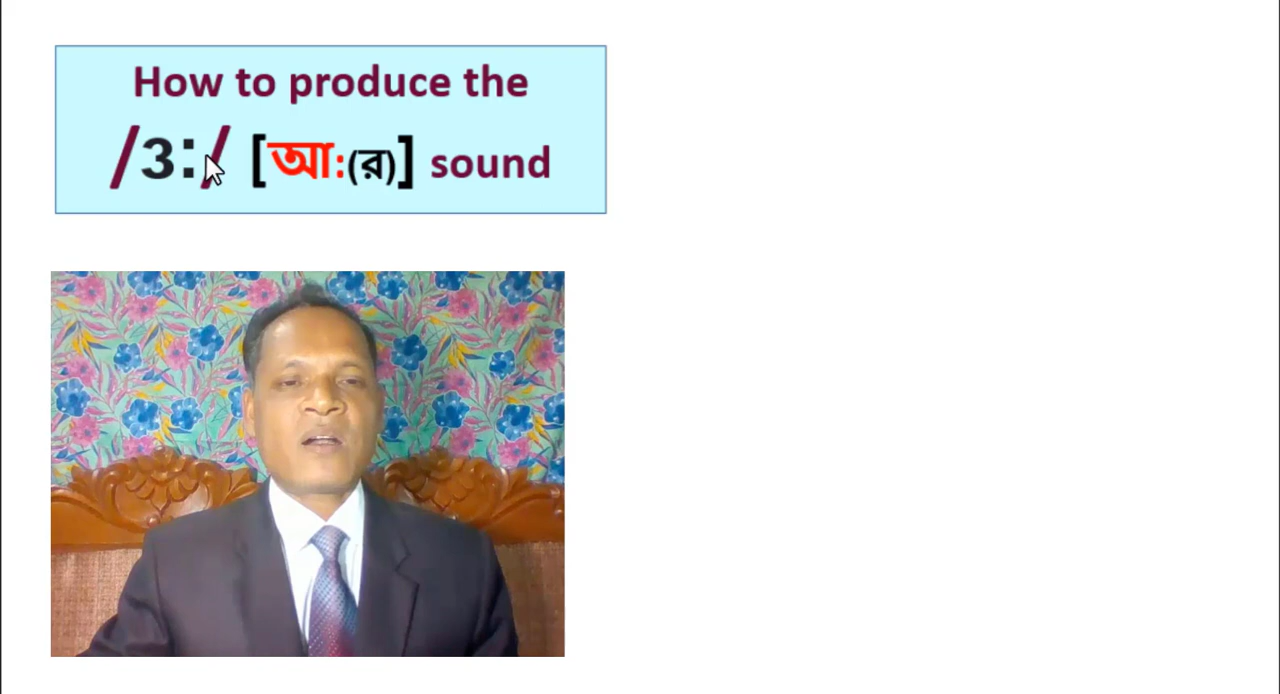 How to produce the
/3:/ [আ:(র)] sound